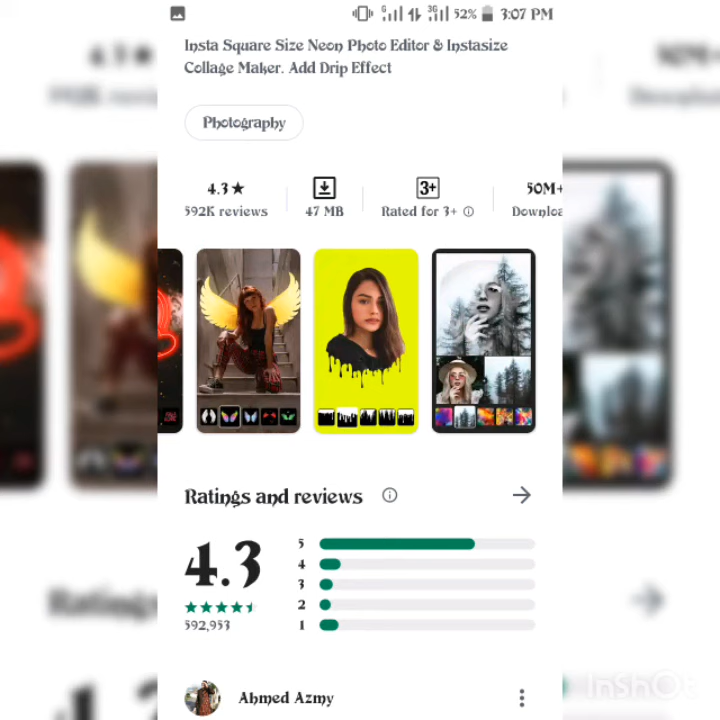 52% 3:07 PM
Insta Square Size Neon Photo Editor & Instasize
Collage Maker. Add Drip Effect
Photography
4.3★ 3+ 50M+
592K reviews 47 MB Rated for 3+ Downloa
Ratings and reviews
4.3
5
4
3
2
1
592,953
Ahmed Azmy
InShOt